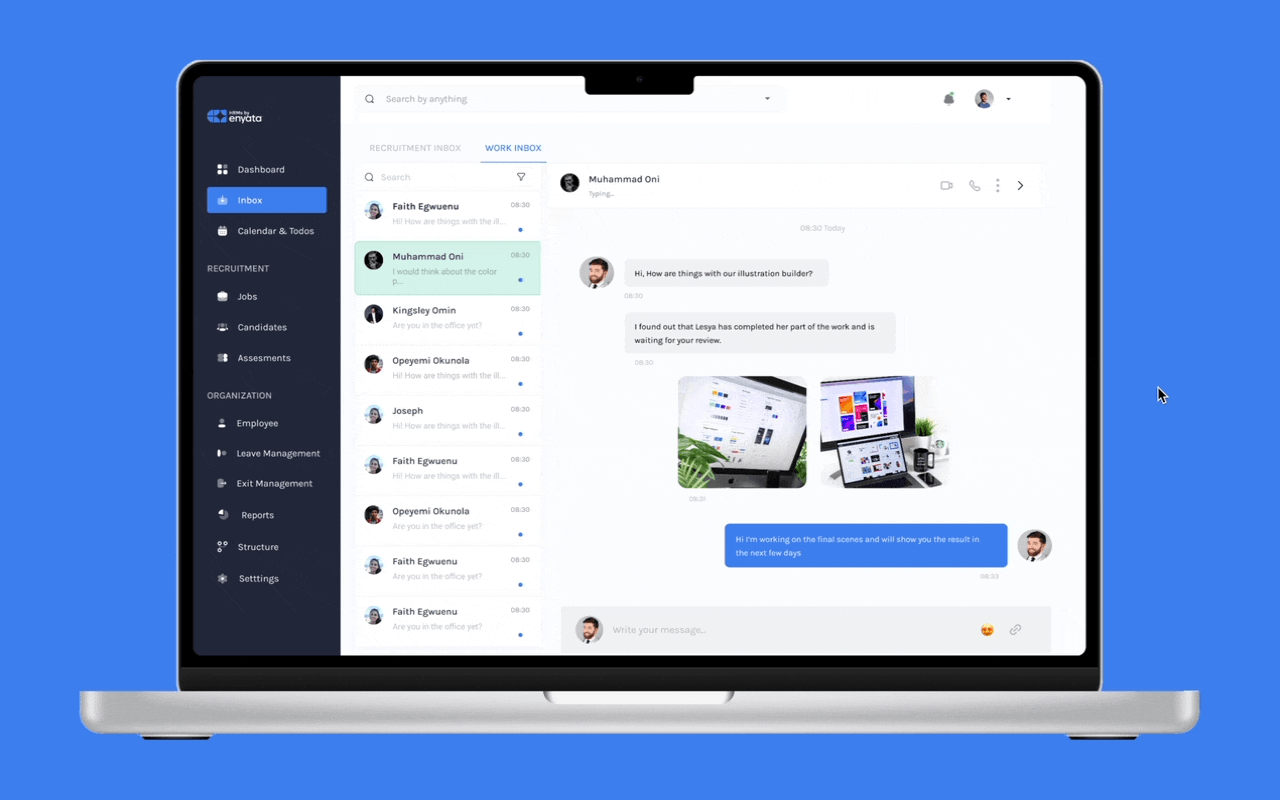 HRMs by
enyata
Dashboard
Inbox
Calendar & Todos
RECRUITMENT
Jobs
Candidates
Assesments
ORGANIZATION
Employee
Leave Management
Exit Management
Reports
Structure
Setttings
Search by anything
RECRUITMENT INBOX
WORK INBOX
Search
Faith Egwuenu
08:30
Hi! How are things with the ill...
Muhammad Oni
08:30
I would think about the color
p...
Kingsley Omin
08:30
Are you in the office yet?
Opeyemi Okunola
08:30
Hi! How are things with the ill...
Joseph
08:30
Hi! How are things with the ill...
Faith Egwuenu
08:30
Hi! How are things with the ill...
Opeyemi Okunola
08:30
Are you in the office yet?
Faith Egwuenu
08:30
Are you in the office yet?
Faith Egwuenu
08:30
Are you in the office yet?
Muhammad Oni
Typing...
08:30 Today
Hi, How are things with our illustration builder?
08:30
I found out that Lesya has completed her part of the work and is
waiting for your review.
08:30
08:31
Hi I'm working on the final scenes and will show you the result in
the next few days
08:33
Write your message...